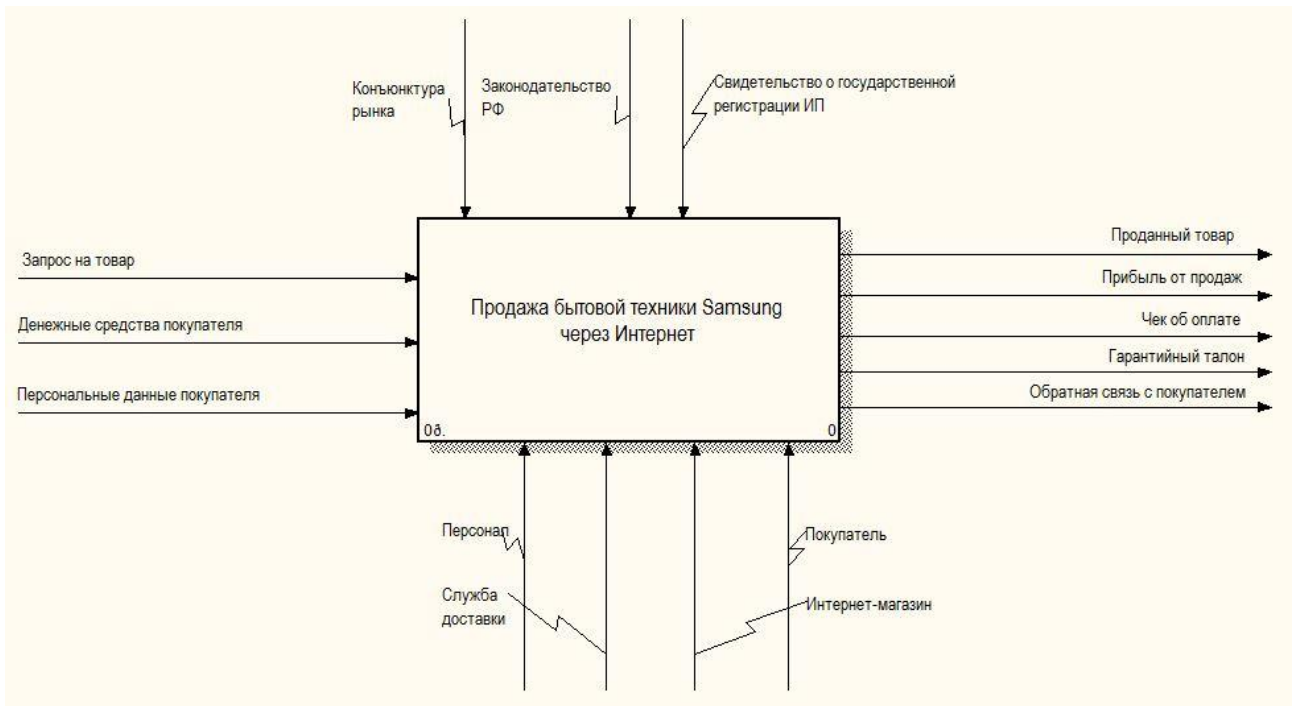 Конъюнктура
рынка
Законодательство
РФ
Свидетельство о государственной
регистрации ИП
Запрос на товар
Денежные средства покупателя
Персональные данные покупателя
Продажа бытовой техники Samsung
через Интернет
0р.
0
Проданный товар
Прибыль от продаж
Чек об оплате
Гарантийный талон
Обратная связь с покупателем
Персонал
Служба
доставки
Покупатель
Интернет-магазин